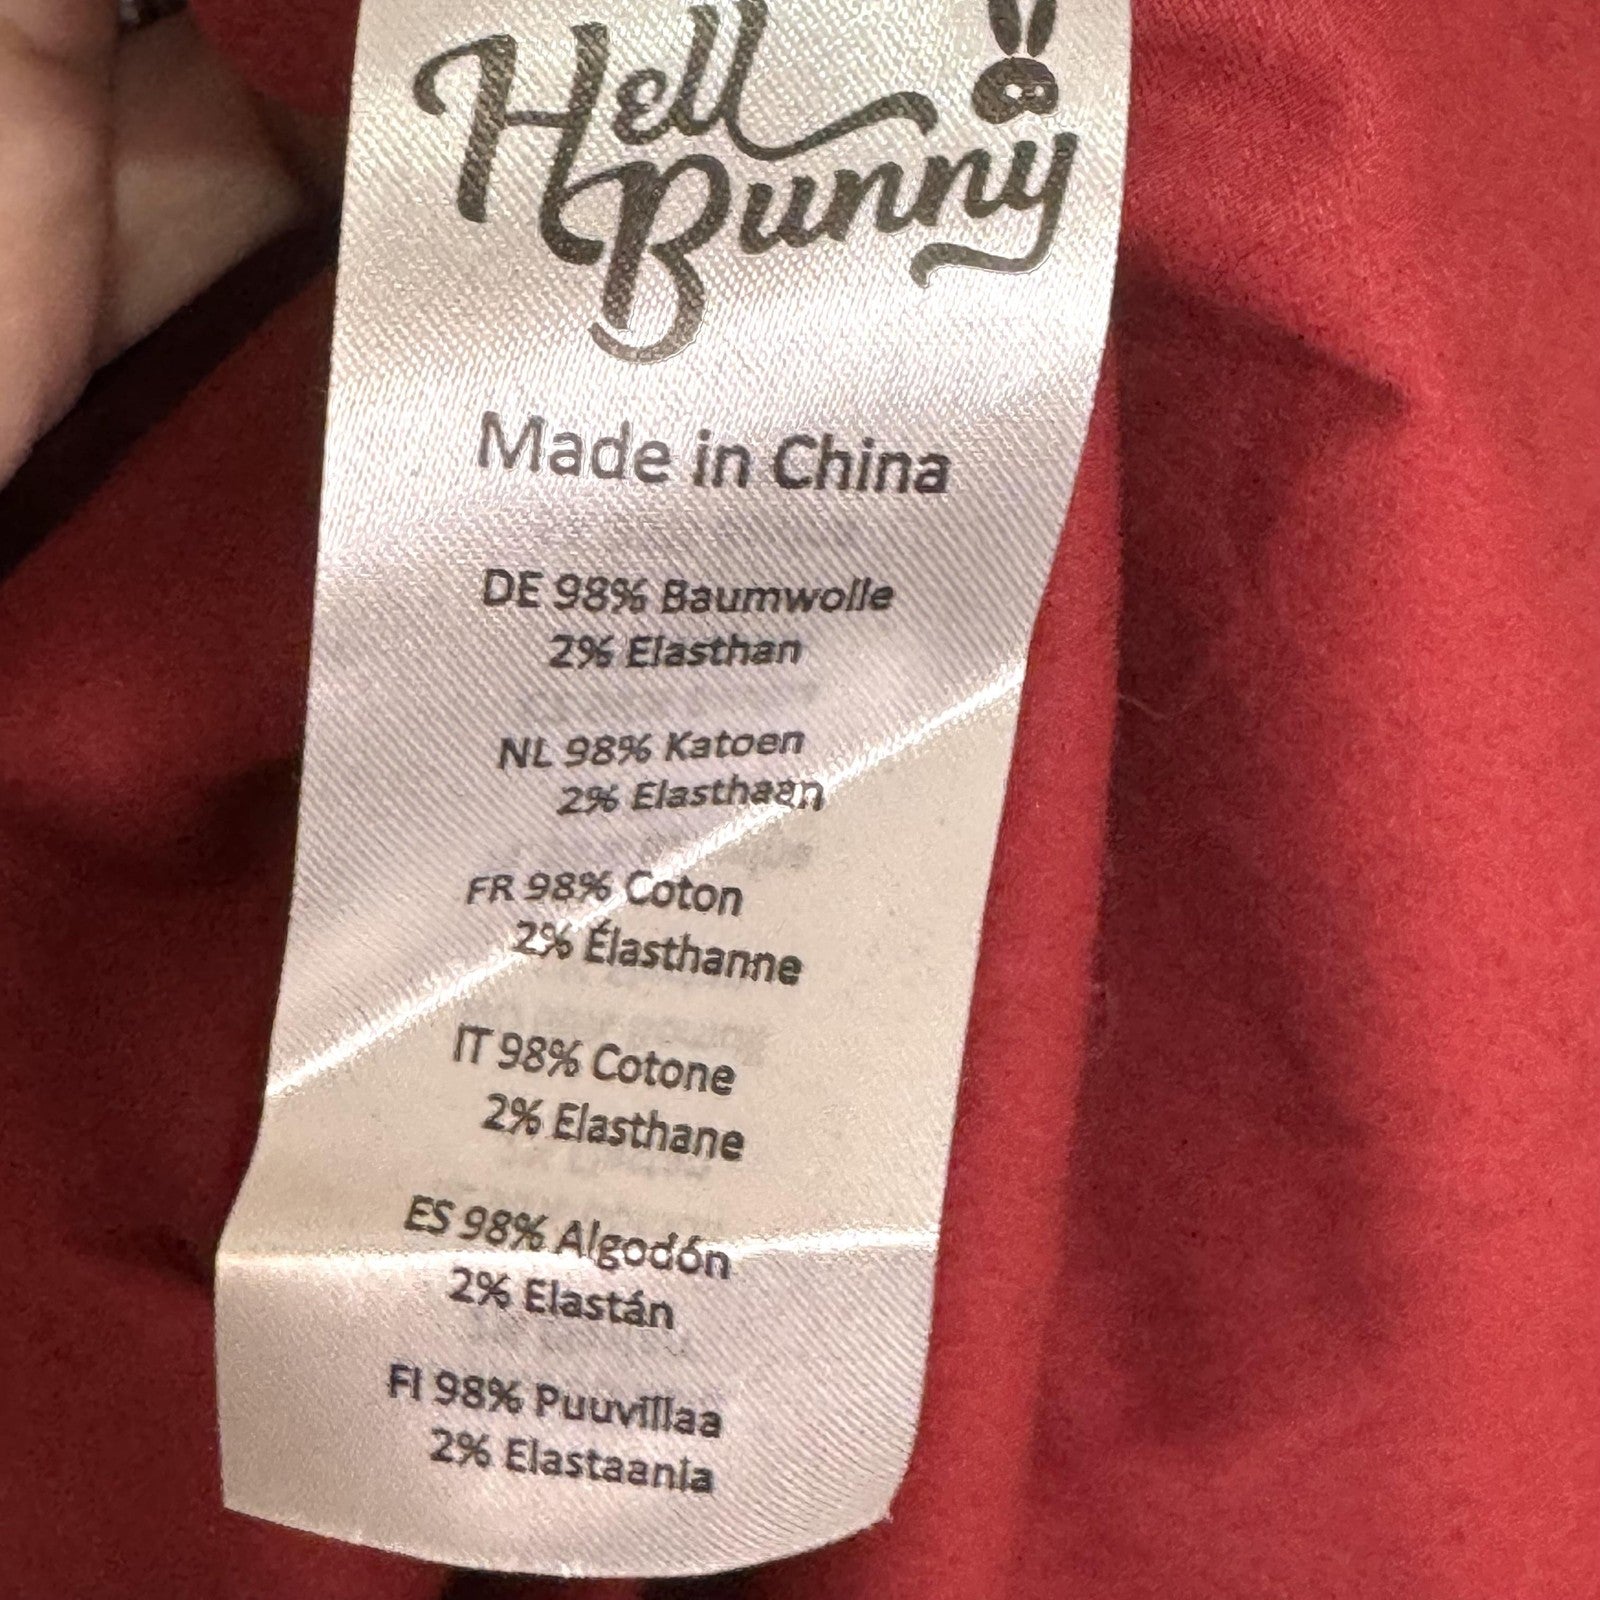 Hell
Bunny
Made in China
DE 98% Baumwolle
2% Elasthan
NL 98% Katoen
2% Elasthaan
FR 98% Coton
2% Élasthanne
IT 98% Cotone
2% Elasthane
ES 98% Algodón
2% Elastán
FI 98% Puuvillaa
2% Elastaania